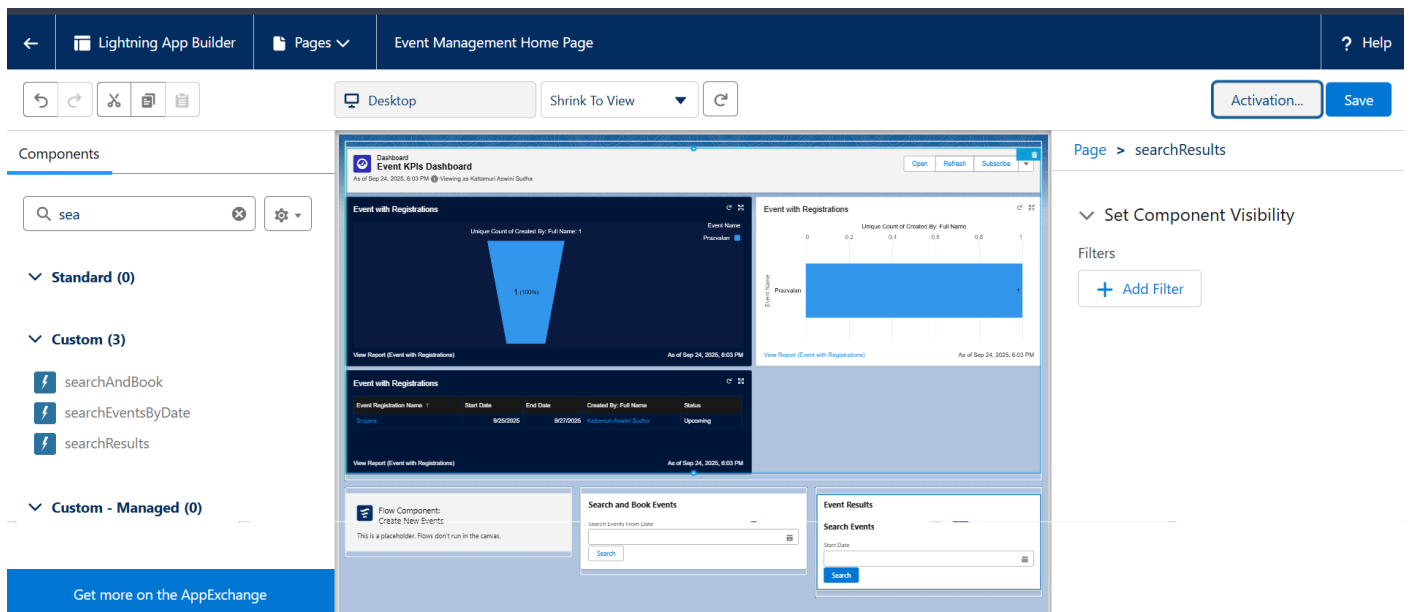 Lightning App Builder
Pages
Event Management Home Page
? Help
Desktop
Shrink To View
Activation...
Save
Components
sea
Standard (0)
Custom (3)
searchAndBook
searchEventsByDate
searchResults
Custom - Managed (0)
Get more on the AppExchange
Dashboard
Event KPIs Dashboard
As of Sep 24, 2025, 6:03 PM Viewing as Kattamuri Aswini Sudha
Open
Refresh
Subscribe
Event with Registrations
Unique Count of Created By: Full Name: 1
Event Name
Prazvalan
1 (100%)
View Report (Event with Registrations)
As of Sep 24, 2025, 6:03 PM
Event with Registrations
Unique Count of Created By: Full Name
0 0.2 0.4 0.6 0.8 1
Event Name
Prazvalan
1
View Report (Event with Registrations)
As of Sep 24, 2025, 6:03 PM
Event with Registrations
Event Registration Name ↑ Start Date End Date Created By: Full Name Status
Srujana 9/25/2025 9/27/2025 Kattamuri Aswini Sudha Upcoming
View Report (Event with Registrations)
As of Sep 24, 2025, 6:03 PM
Flow Component:
Create New Events
This is a placeholder. Flows don't run in the canvas.
Search and Book Events
Search Events From Date
Search
Event Results
Search Events
Start Date
Search
Page > searchResults
Set Component Visibility
Filters
+ Add Filter